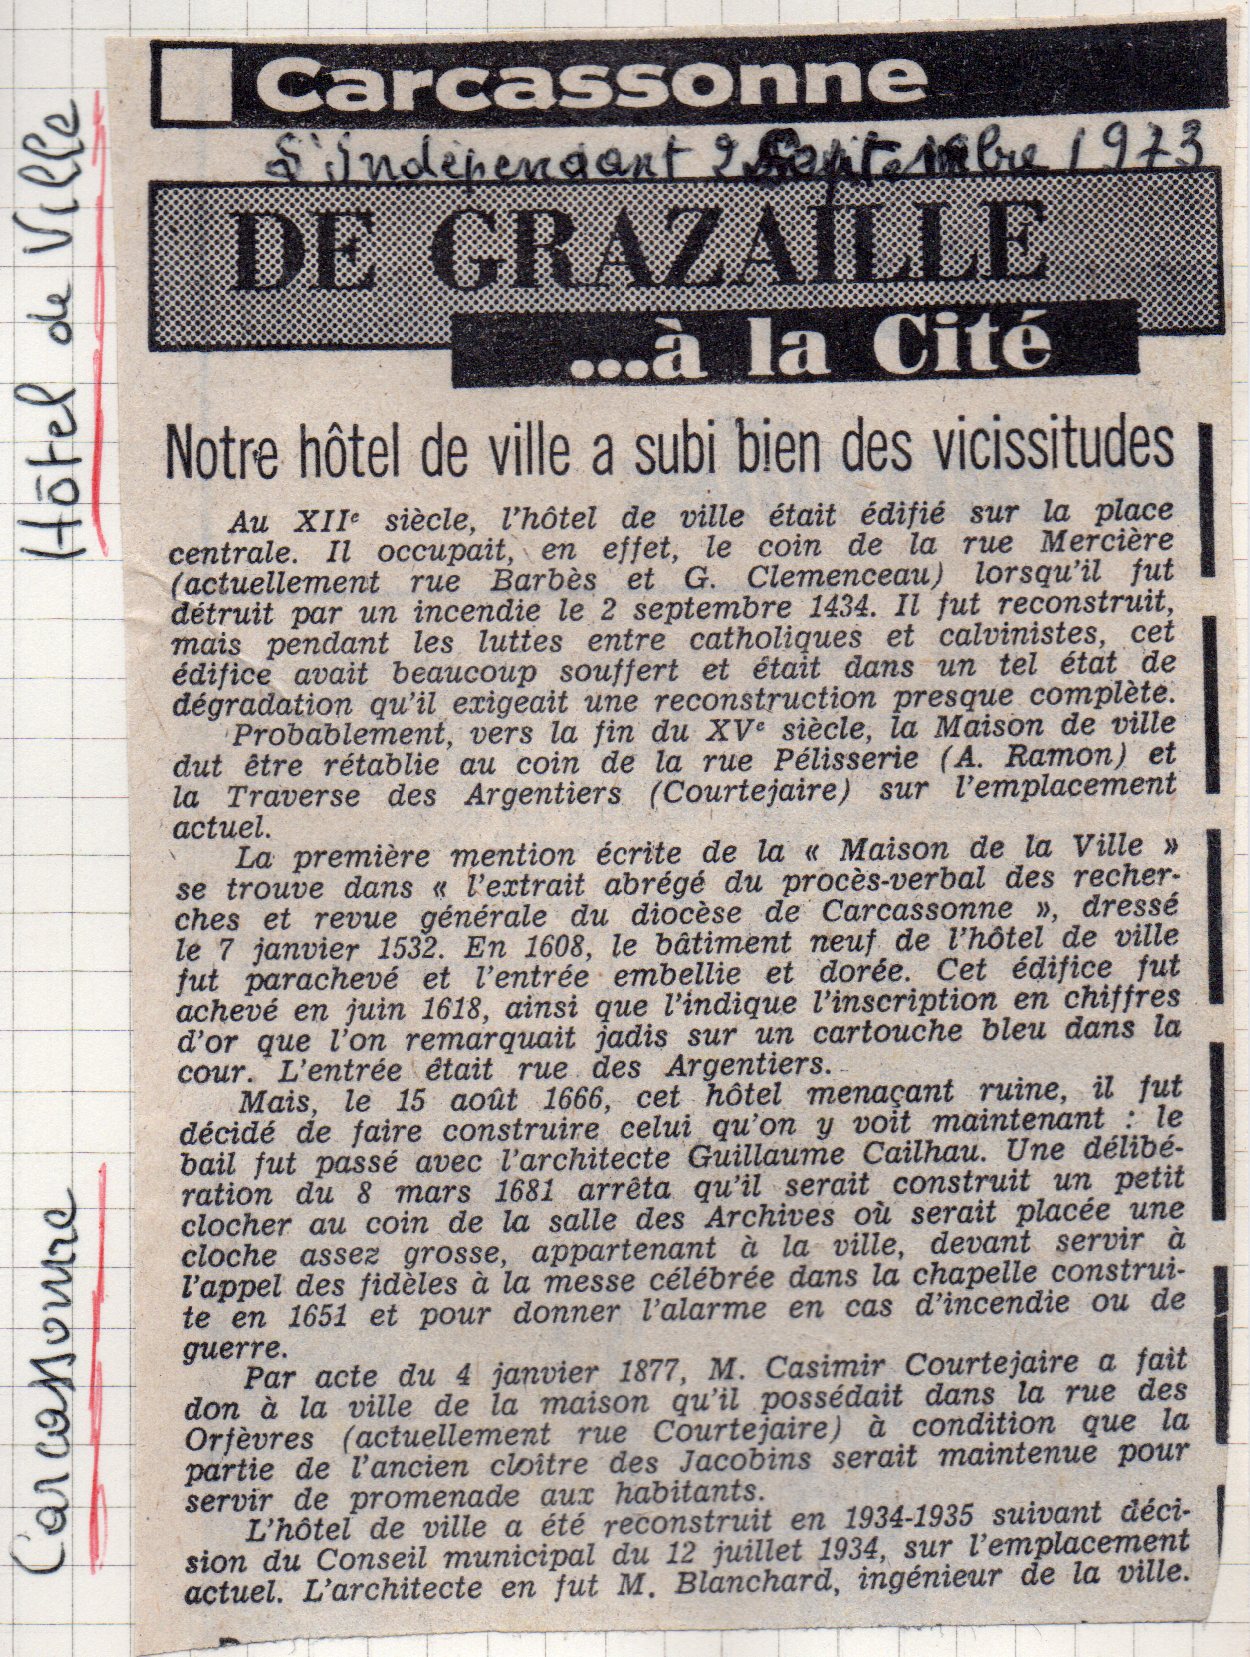 Hôtel de Ville
Carcassonne
Carcassonne
L'indépendant 2 Septembre 1973
DE GRAZAILLE
...à la Cité
Notre hôtel de ville a subi bien des vicissitudes
Au XIIe siècle, l'hôtel de ville était édifié sur la place
centrale. Il occupait, en effet, le coin de la rue Mercière
(actuellement rue Barbès et G. Clemenceau) lorsqu'il fut
détruit par un incendie le 2 septembre 1434. Il fut reconstruit,
mais pendant les luttes entre catholiques et calvinistes, cet
édifice avait beaucoup souffert et était dans un tel état de
dégradation qu'il exigeait une reconstruction presque complète.
Probablement, vers la fin du XVe siècle, la Maison de ville
dut être rétablie au coin de la rue Pélisserie (A. Ramon) et
la Traverse des Argentiers (Courtejaire) sur l'emplacement
actuel.
La première mention écrite de la « Maison de la Ville »
se trouve dans « l'extrait abrégé du procès-verbal des recher-
ches et revue générale du diocèse de Carcassonne », dressé
le 7 janvier 1532. En 1608, le bâtiment neuf de l'hôtel de ville
fut parachevé et l'entrée embellie et dorée. Cet édifice fut
achevé en juin 1618, ainsi que l'indique l'inscription en chiffres
d'or que l'on remarquait jadis sur un cartouche bleu dans la
cour. L'entrée était rue des Argentiers.
Mais, le 15 août 1666, cet hôtel menaçant ruine, il fut
décidé de faire construire celui qu'on y voit maintenant : le
bail fut passé avec l'architecte Guillaume Cailhau. Une délibé-
ration du 8 mars 1681 arrêta qu'il serait construit un petit
clocher au coin de la salle des Archives où serait placée une
cloche assez grosse, appartenant à la ville, devant servir à
l'appel des fidèles à la messe célébrée dans la chapelle construi-
te en 1651 et pour donner l'alarme en cas d'incendie ou de
guerre.
Par acte du 4 janvier 1877, M. Casimir Courtejaire a fait
don à la ville de la maison qu'il possédait dans la rue des
Orfèvres (actuellement rue Courtejaire) à condition que la
partie de l'ancien cloître des Jacobins serait maintenue pour
servir de promenade aux habitants.
L'hôtel de ville a été reconstruit en 1934-1935 suivant déci-
sion du Conseil municipal du 12 juillet 1934, sur l'emplacement
actuel. L'architecte en fut M. Blanchard, ingénieur de la ville.